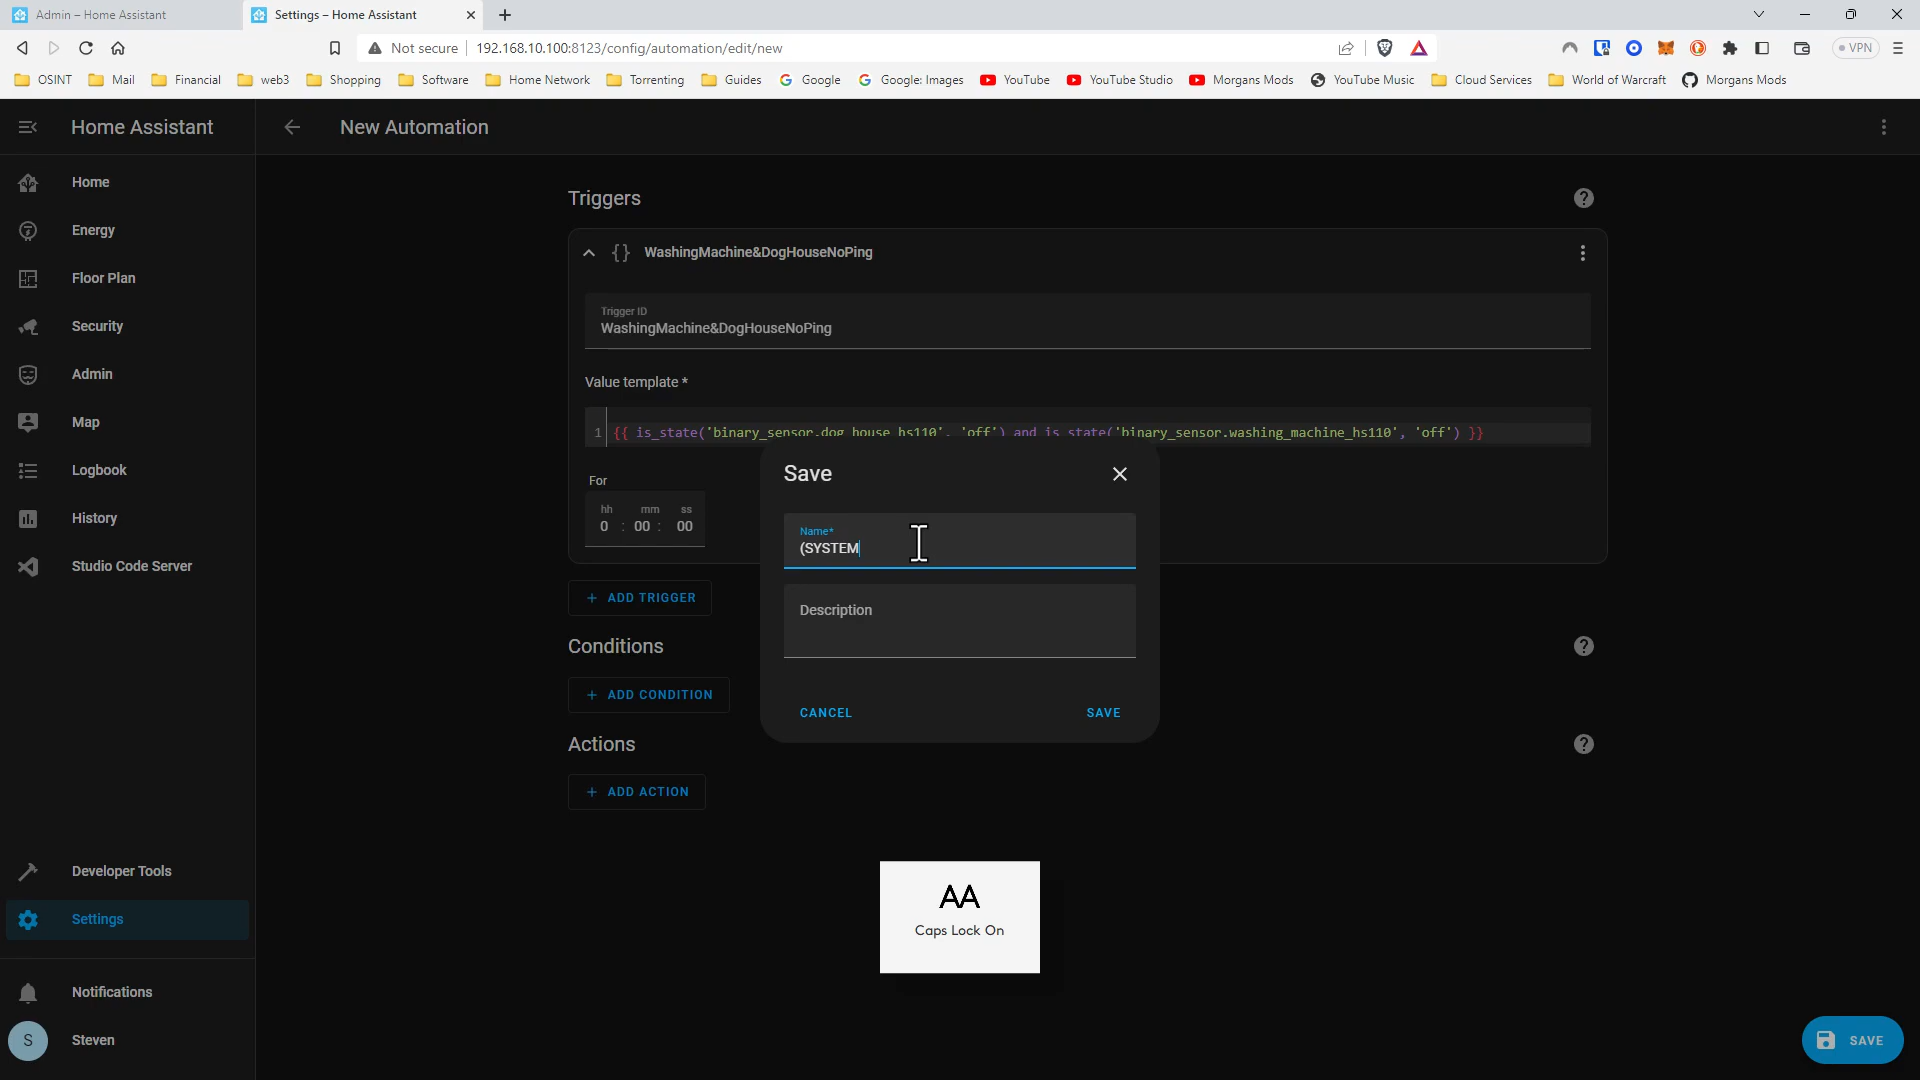 Admin – Home Assistant
Settings – Home Assistant
Not secure
192.168.10.100:8123/config/automation/edit/new
VPN
OSINT
Mail
Financial
web3
Shopping
Software
Home Network
Torrenting
Guides
Google
Google: Images
YouTube
YouTube Studio
Morgans Mods
YouTube Music
Cloud Services
World of Warcraft
Morgans Mods
Home Assistant
New Automation
Home
Energy
Floor Plan
Security
Admin
Map
Logbook
History
Studio Code Server
Developer Tools
Settings
Notifications
S
Steven
Triggers
WashingMachine&DogHouseNoPing
Trigger ID
WashingMachine&DogHouseNoPing
Value template *
1 {{ is_state('binary_sensor.dog_house_hs110', 'off') and is_state('binary_sensor.washing_machine_hs110', 'off') }}
For
hh mm ss
0 : 00 : 00
ADD TRIGGER
Conditions
ADD CONDITION
Actions
ADD ACTION
Save
Name*
(SYSTEM
Description
CANCEL
SAVE
AA
Caps Lock On
SAVE